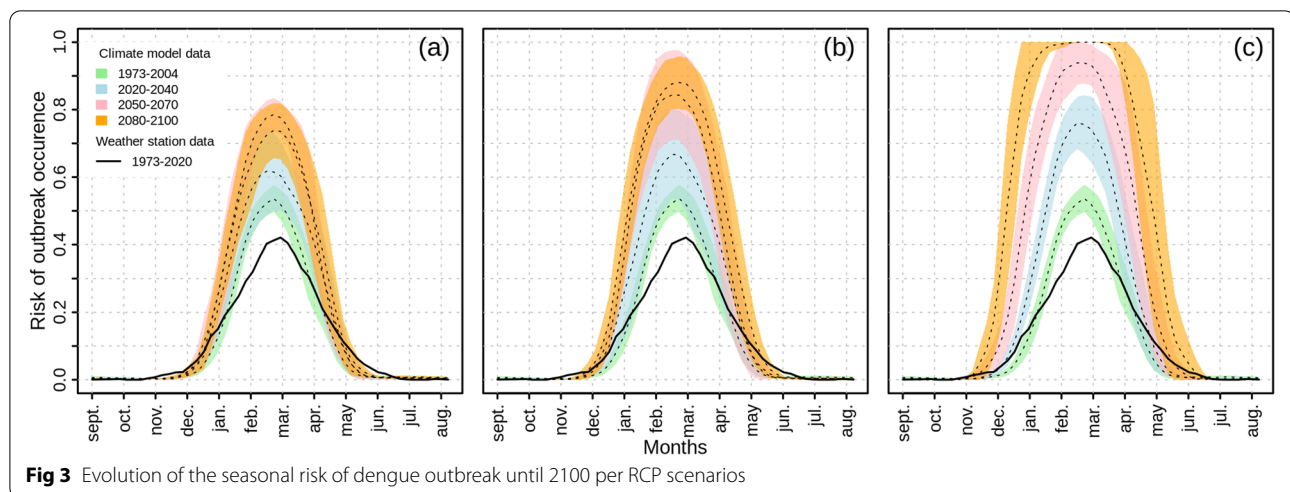 (a)
(b)
(c)
Climate model data
1973-2004
2020-2040
2050-2070
2080-2100
Weather station data
1973-2020
Risk of outbreak occurence
1.0
0.8
0.6
0.4
0.2
0.0
sept. oct. nov. dec. jan. feb. mar. apr. may jun. jul. aug.
sept. oct. nov. dec. jan. feb. mar. apr. may jun. jul. aug.
sept. oct. nov. dec. jan. feb. mar. apr. may jun. jul. aug.
Months
Fig 3 Evolution of the seasonal risk of dengue outbreak until 2100 per RCP scenarios